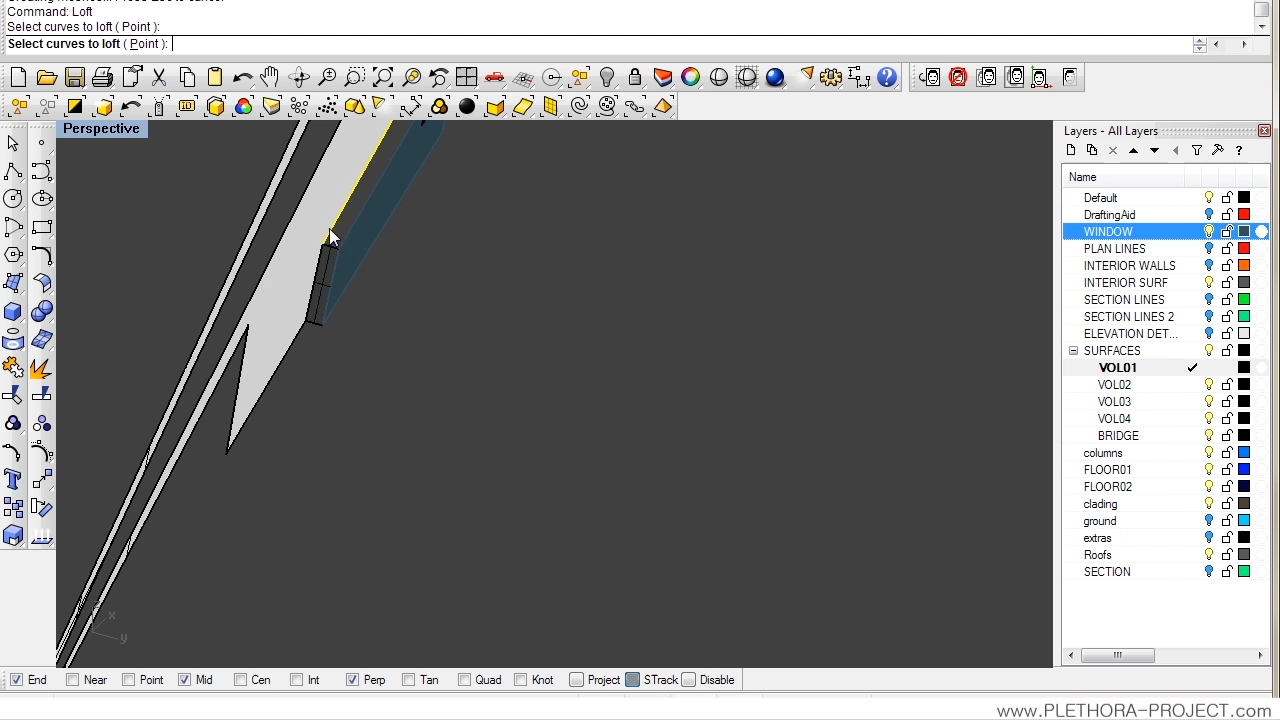 Command: Loft
Select curves to loft ( Point ):
Select curves to loft ( Point ):
Perspective
Layers - All Layers
Name
Default
DraftingAid
WINDOW
PLAN LINES
INTERIOR WALLS
INTERIOR SURF
SECTION LINES
SECTION LINES 2
ELEVATION DET...
SURFACES
VOL01
VOL02
VOL03
VOL04
BRIDGE
columns
FLOOR01
FLOOR02
clading
ground
extras
Roofs
SECTION
x
y
End Near Point Mid Cen Int Perp Tan Quad Knot Project STrack Disable
www.PLETHORA-PROJECT.com